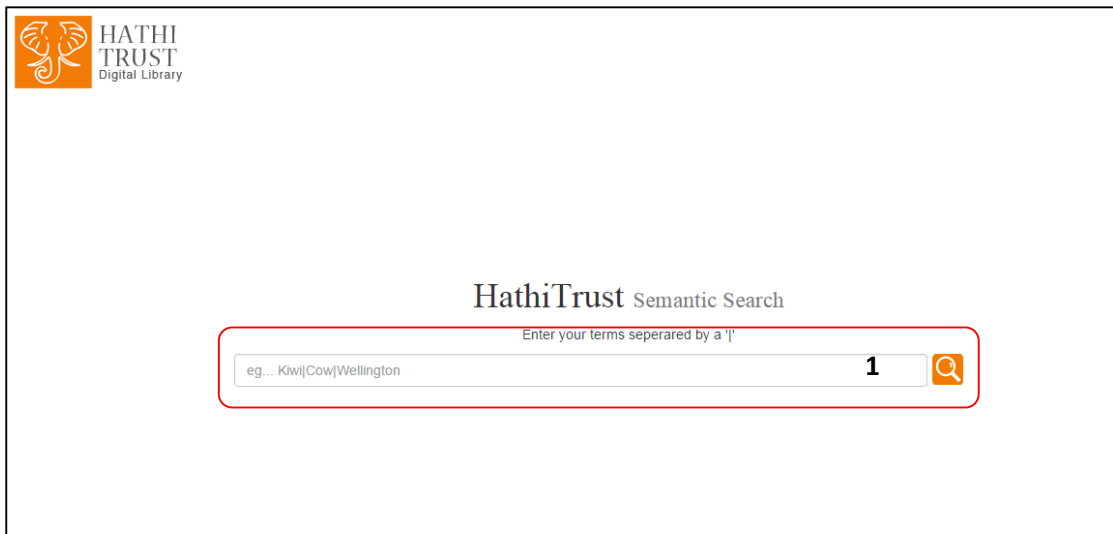 HATHI
TRUST
Digital Library
HathiTrust Semantic Search
Enter your terms seperared by a '|'
eg... Kiwi|Cow|Wellington
1